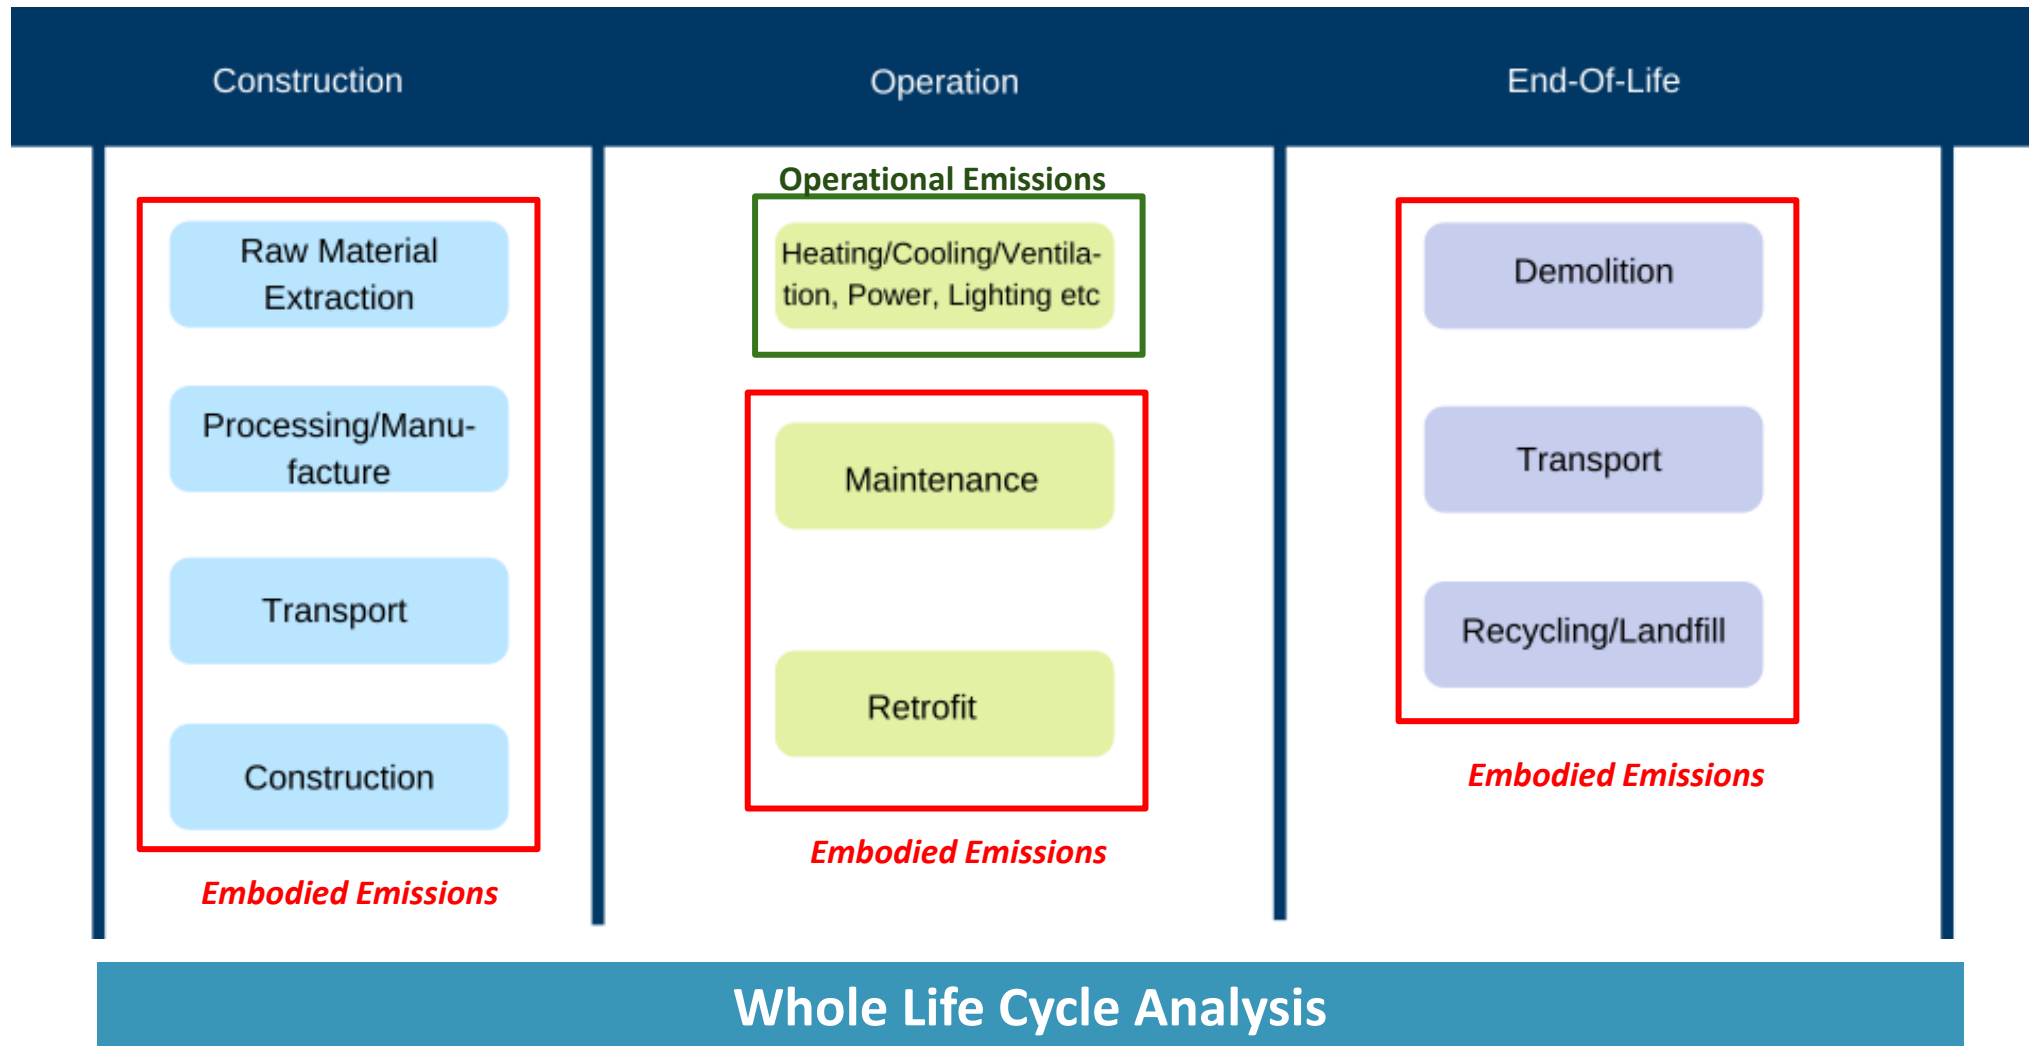 Construction
Operation
End-Of-Life
Raw Material
Extraction
Processing/Manu-
facture
Transport
Construction
Embodied Emissions
Operational Emissions
Heating/Cooling/Ventila-
tion, Power, Lighting etc
Maintenance
Retrofit
Embodied Emissions
Demolition
Transport
Recycling/Landfill
Embodied Emissions
Whole Life Cycle Analysis